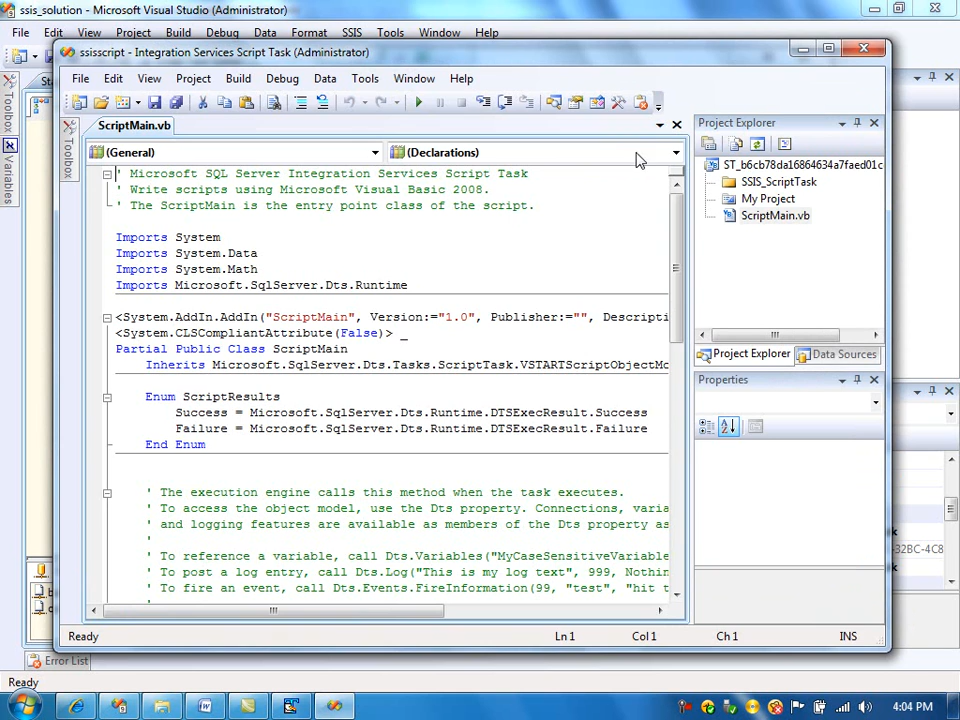 ssis_solution - Microsoft Visual Studio (Administrator)
File Edit View Project Build Debug Format SSIS Tools Window Help
ssisscript - Integration Services Script Task (Administrator)
File Edit View Project Build Debug Data Tools Window Help
ScriptMain.vb
(General) (Declarations)
Toolbox
Toolbox
Variables
' Microsoft SQL Server Integration Services Script Task
' Write scripts using Microsoft Visual Basic 2008.
' The ScriptMain is the entry point class of the script.
Imports System
Imports System.Data
Imports System.Math
Imports Microsoft.SqlServer.Dts.Runtime
<System.AddIn.AddIn("ScriptMain", Version:="1.0", Publisher:="", Descripti
<System.CLSCompliantAttribute(False)> _
Partial Public Class ScriptMain
Inherits Microsoft.SqlServer.Dts.Tasks.ScriptTask.VSTARTScriptObjectMo
Enum ScriptResults
Success = Microsoft.SqlServer.Dts.Runtime.DTSExecResult.Success
Failure = Microsoft.SqlServer.Dts.Runtime.DTSExecResult.Failure
End Enum
' The execution engine calls this method when the task executes.
' To access the object model, use the Dts property. Connections, varia
' and logging features are available as members of the Dts property as
'
' To reference a variable, call Dts.Variables("MyCaseSensitiveVariable
' To post a log entry, call Dts.Log("This is my log text", 999, Nothin
' To fire an event, call Dts.Events.FireInformation(99, "test", "hit t
'
Project Explorer
ST_b6cb78da16864634a7faed01c
SSIS_ScriptTask
My Project
ScriptMain.vb
Project Explorer Data Sources
Properties
-32BC-4C8
Ready Ln 1 Col 1 Ch 1 INS
Error List
Ready
4:04 PM